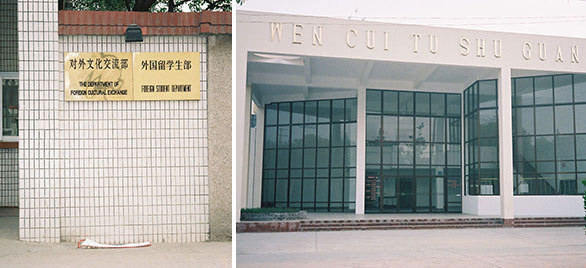 对外文化交流部
THE DEPARTMENT OF
FOREIGN CULTURAL EXCHANGE
外国留学生部
FOREIGN STUDENT DEPARTMENT
WEN CUI TU SHU GUAN